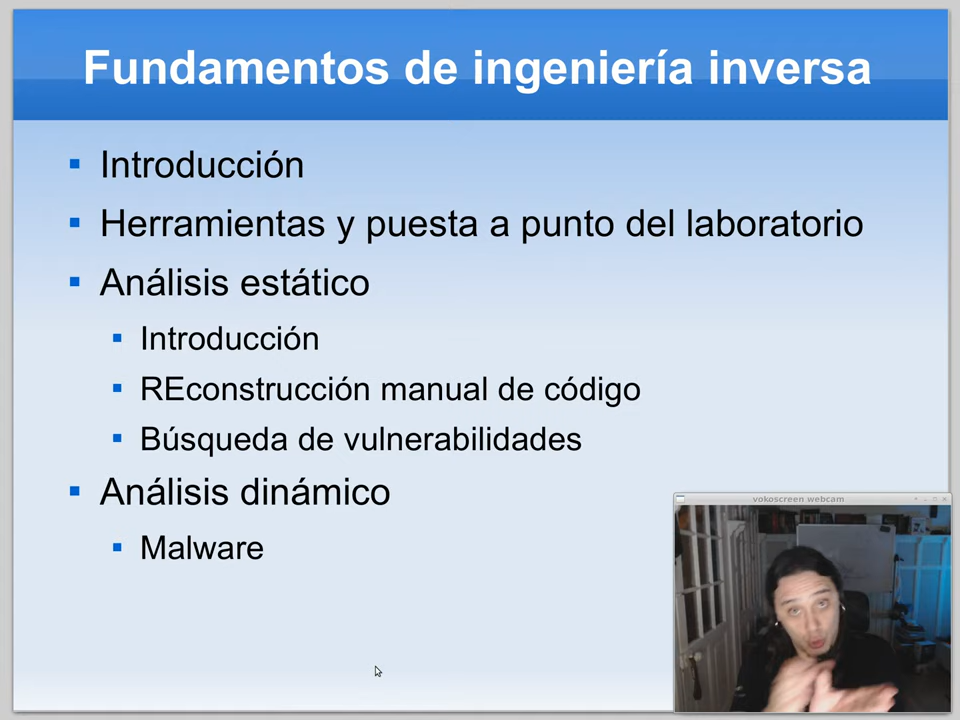 Fundamentos de ingeniería inversa
Introducción
Herramientas y puesta a punto del laboratorio
Análisis estático
Introducción
REconstrucción manual de código
Búsqueda de vulnerabilidades
Análisis dinámico
Malware
vokoscreen webcam